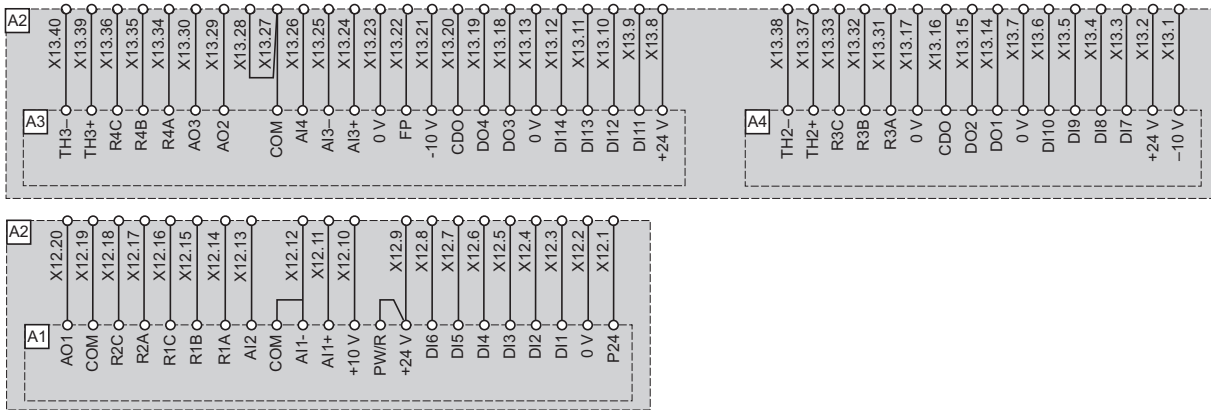 A2
X13.40 X13.39 X13.36 X13.35 X13.34 X13.30 X13.29 X13.28 X13.27 X13.26 X13.25 X13.24 X13.23 X13.22 X13.21 X13.20 X13.19 X13.18 X13.13 X13.12 X13.11 X13.10 X13.9 X13.8 X13.38 X13.37 X13.33 X13.32 X13.31 X13.17 X13.16 X13.15 X13.14 X13.7 X13.6 X13.5 X13.4 X13.3 X13.2 X13.1
A3
TH3– TH3+ R4C R4B R4A AO3 AO2 COM AI4 AI3- AI3+ 0 V FP -10 V CDO DO4 DO3 0 V DI14 DI13 DI12 DI11 +24 V
A4
TH2– TH2+ R3C R3B R3A 0 V CDO DO2 DO1 0 V DI10 DI9 DI8 DI7 +24 V –10 V
A2
X12.20 X12.19 X12.18 X12.17 X12.16 X12.15 X12.14 X12.13 X12.12 X12.11 X12.10 X12.9 X12.8 X12.7 X12.6 X12.5 X12.4 X12.3 X12.2 X12.1
A1
AO1 COM R2C R2A R1C R1B R1A AI2 COM AI1- AI1+ +10 V PW/R +24 V DI6 DI5 DI4 DI3 DI2 DI1 0 V P24